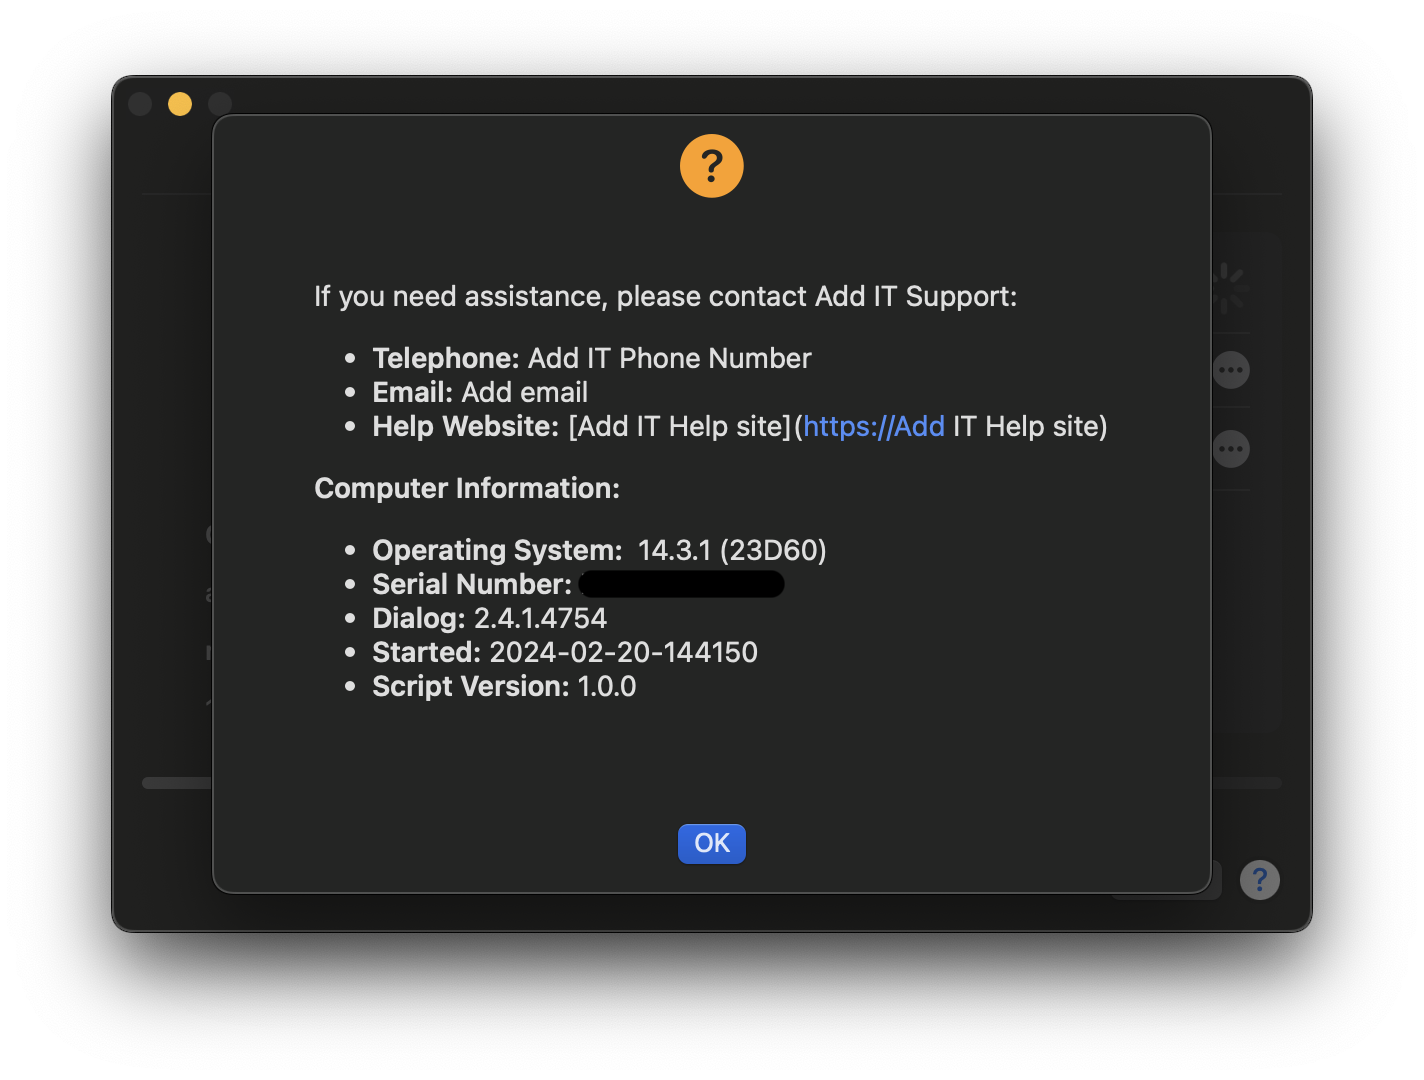 ?
If you need assistance, please contact Add IT Support:
• Telephone: Add IT Phone Number
• Email: Add email
• Help Website: [Add IT Help site](https://Add IT Help site)
Computer Information:
• Operating System:  14.3.1 (23D60)
• Serial Number:
• Dialog: 2.4.1.4754
• Started: 2024-02-20-144150
• Script Version: 1.0.0
OK
?